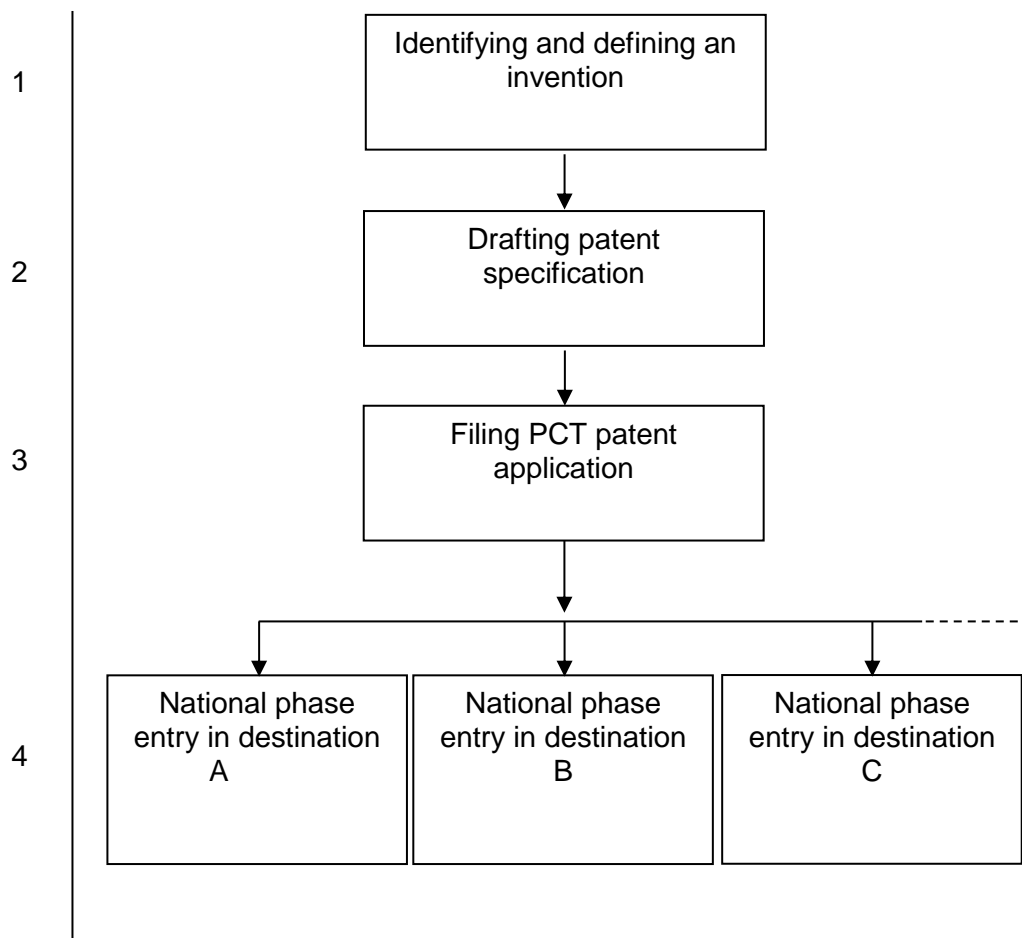 1
Identifying and defining an
invention
2
Drafting patent
specification
3
Filing PCT patent
application
4
National phase
entry in destination
A
National phase
entry in destination
B
National phase
entry in destination
C